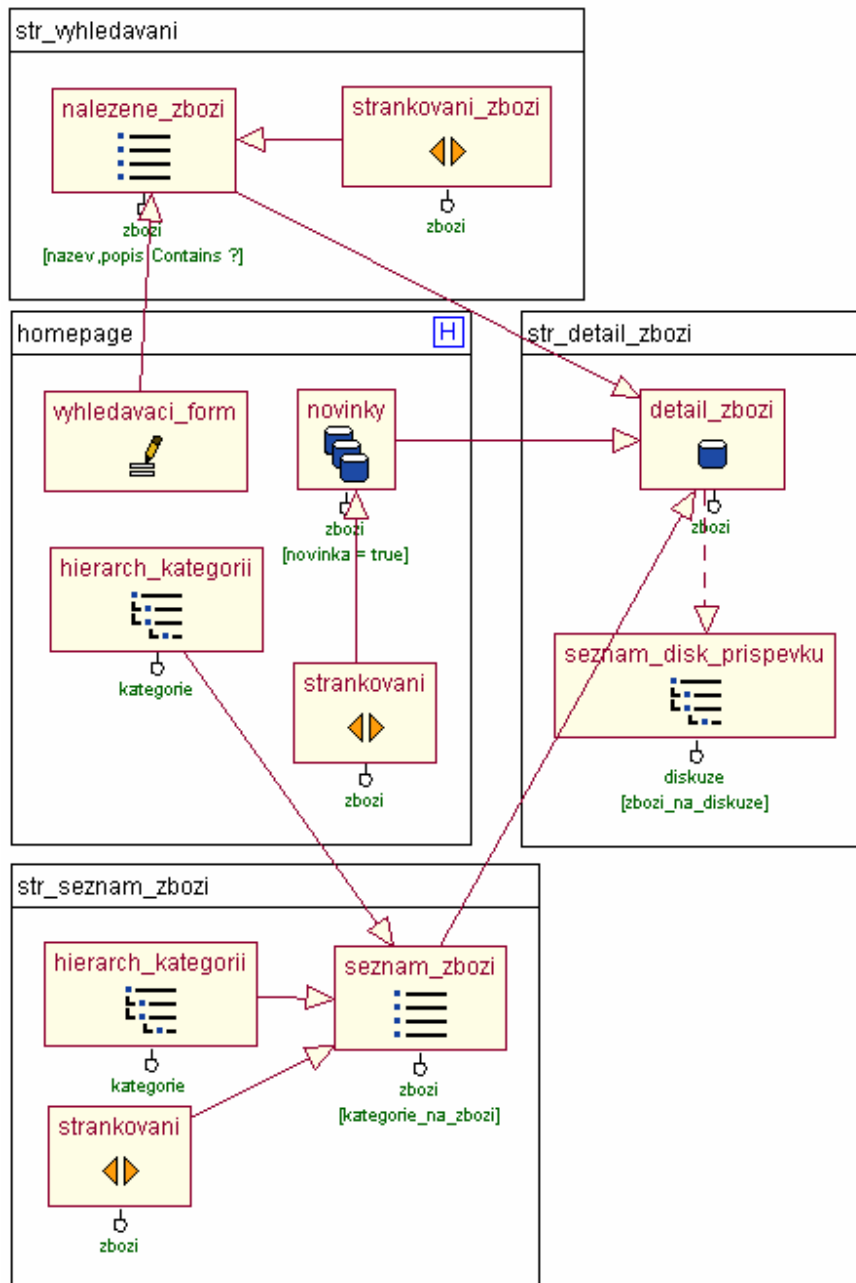 str_vyhledavani
nalezene_zbozi
strankovani_zbozi
zbozi
[nazev,popis Contains ?]
zbozi
homepage
H
vyhledavaci_form
novinky
zbozi
[novinka = true]
hierarch_kategorii
kategorie
strankovani
zbozi
str_detail_zbozi
detail_zbozi
zbozi
seznam_disk_prispevku
diskuze
[zbozi_na_diskuze]
str_seznam_zbozi
hierarch_kategorii
kategorie
seznam_zbozi
zbozi
[kategorie_na_zbozi]
strankovani
zbozi